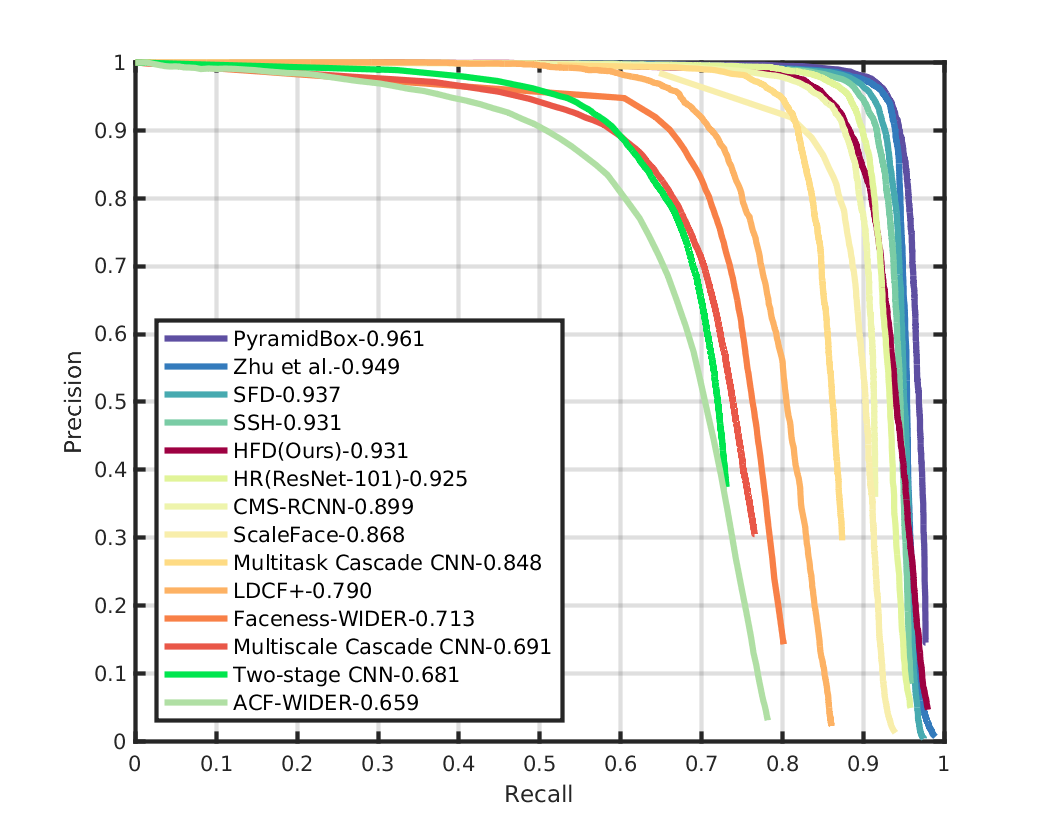 1
0.9
0.8
0.7
0.6
0.5
0.4
0.3
0.2
0.1
0
Precision
PyramidBox-0.961
Zhu et al.-0.949
SFD-0.937
SSH-0.931
HFD(Ours)-0.931
HR(ResNet-101)-0.925
CMS-RCNN-0.899
ScaleFace-0.868
Multitask Cascade CNN-0.848
LDCF+-0.790
Faceness-WIDER-0.713
Multiscale Cascade CNN-0.691
Two-stage CNN-0.681
ACF-WIDER-0.659
0 0.1 0.2 0.3 0.4 0.5 0.6 0.7 0.8 0.9 1
Recall